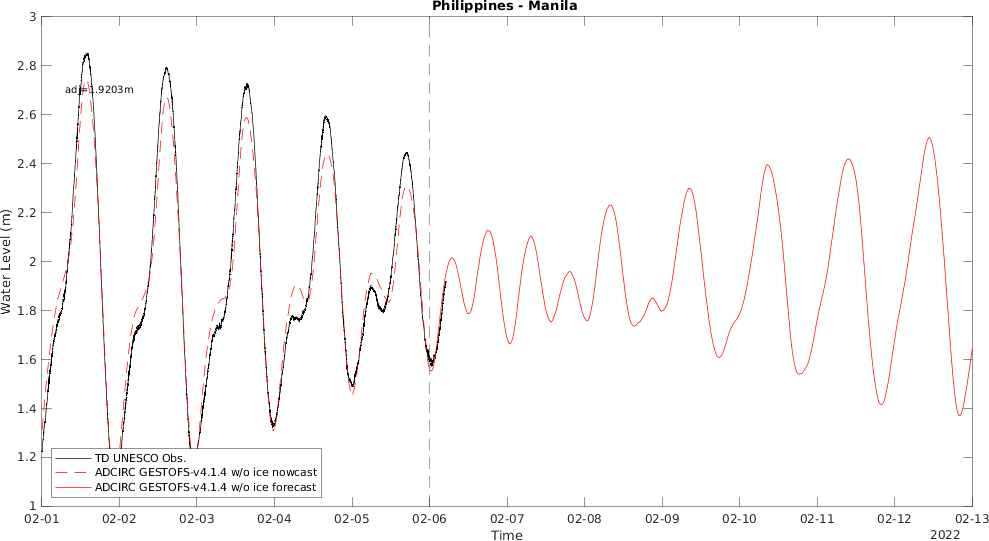 Philippines - Manila
3
2.8
adj=1.9203m
2.6
2.4
2.2
2
1.8
1.6
1.4
1.2
1
Water Level (m)
TD UNESCO Obs.
ADCIRC GESTOFS-v4.1.4 w/o ice nowcast
ADCIRC GESTOFS-v4.1.4 w/o ice forecast
02-01 02-02 02-03 02-04 02-05 02-06 02-07 02-08 02-09 02-10 02-11 02-12 02-13
Time
2022